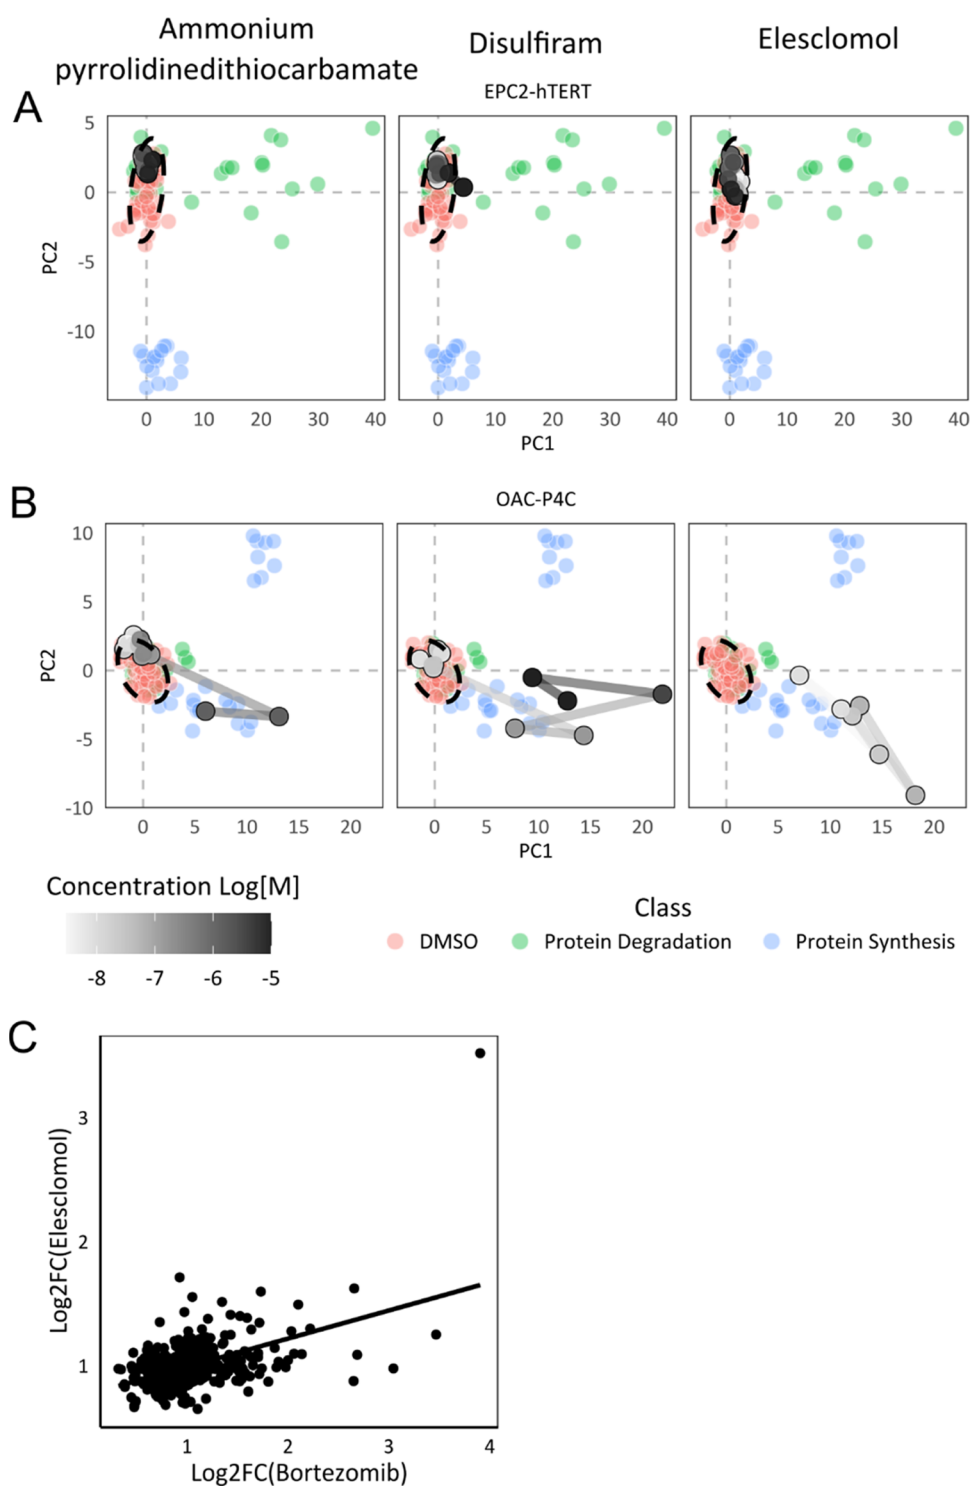 Ammonium
pyrrolidinedithiocarbamate
Disulfiram
Elesclomol
A
EPC2-hTERT
PC2
5
0
-5
-10
0 10 20 30 40
0 10 20 30 40
0 10 20 30 40
PC1
B
OAC-P4C
PC2
10
5
0
-5
-10
0 5 10 15 20
0 5 10 15 20
0 5 10 15 20
PC1
Concentration Log[M]
-8 -7 -6 -5
Class
DMSO
Protein Degradation
Protein Synthesis
C
Log2FC(Elesclomol)
3
2
1
1 2 3 4
Log2FC(Bortezomib)